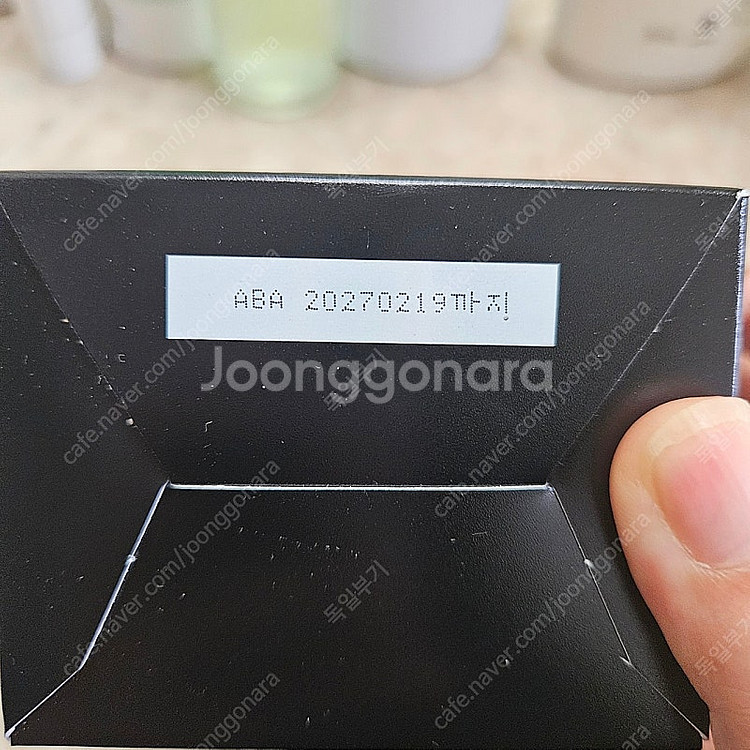 ABA 20270219까지
Joonggonara
cafe.naver.com/joonggonara
독일부기